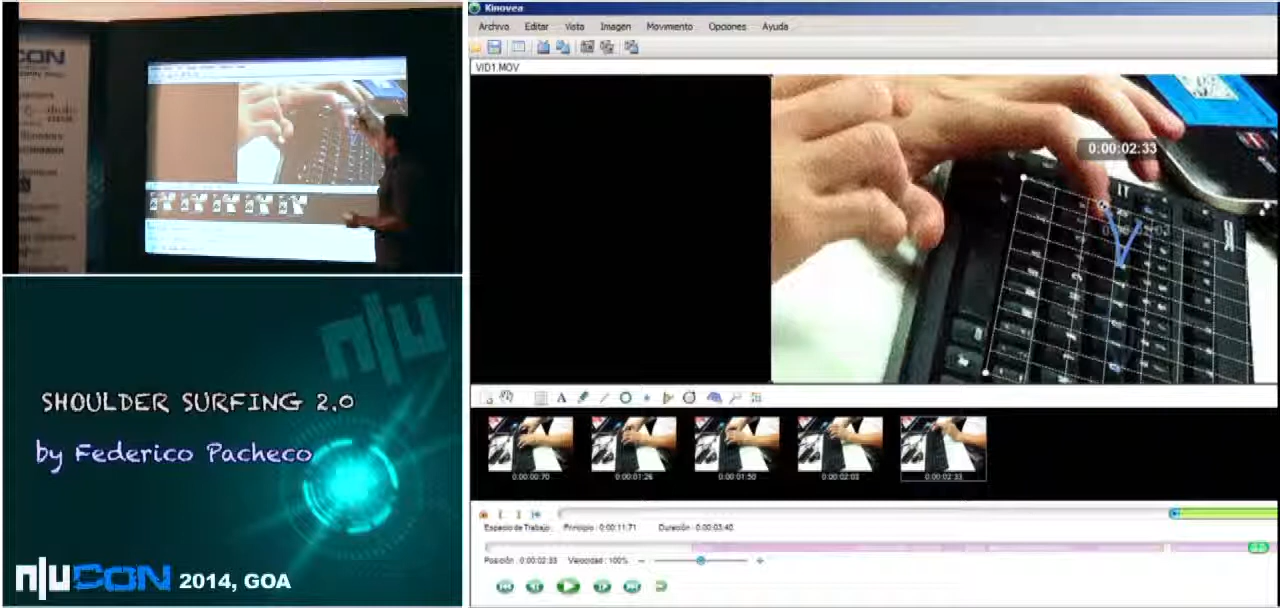 CON
SHOULDER SURFING 2.0
by Federico Pacheco
n|u
n|uCON 2014, GOA
Kinovea
Archivo Editar Vista Imagen Movimiento Opciones Ayuda
VID1.MOV
0:00:02:33
0:00:00:70 0:00:01:26 0:00:01:50 0:00:02:03 0:00:02:33
Espacio de Trabajo Principio : 0:00:11:71 Duración : 0:00:03:40
Posición : 0:00:02:33 Velocidad : 100%